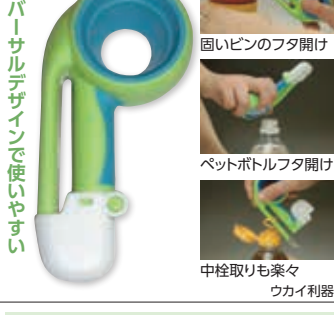 バーサルデザインで使いやすい
固いビンのフタ開け
ペットボトルフタ開け
中栓取りも楽々
ウカイ利器